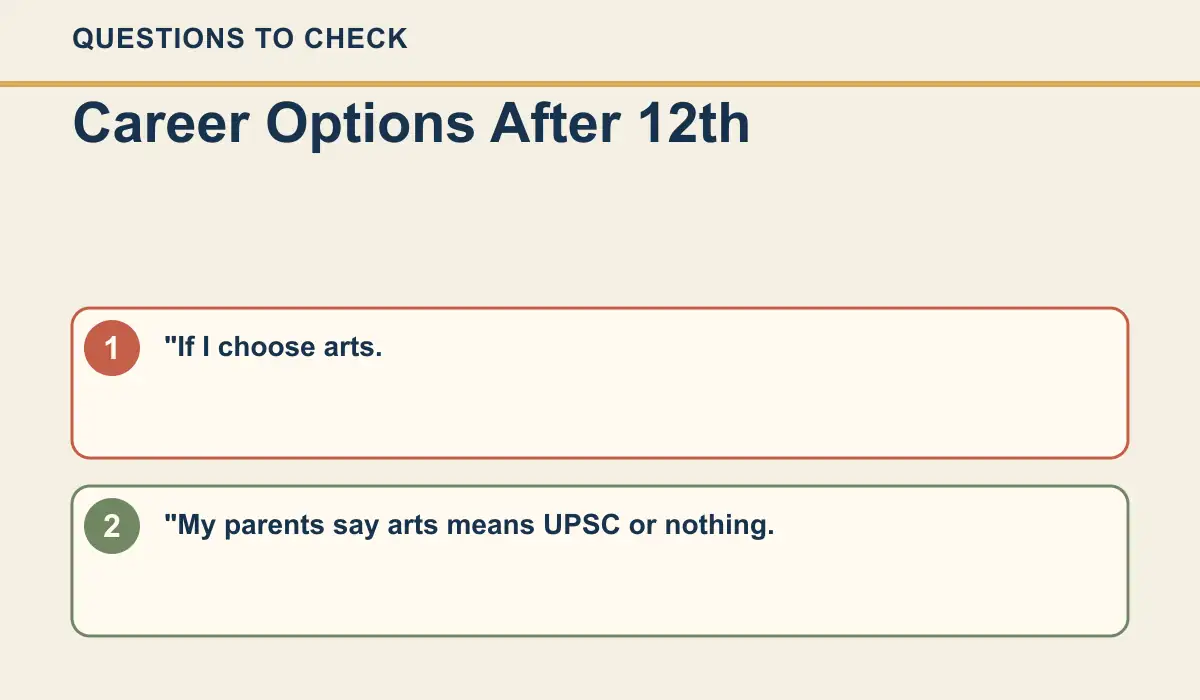 QUESTIONS TO CHECK
Career Options After 12th
1
"If I choose arts.
2
"My parents say arts means UPSC or nothing.